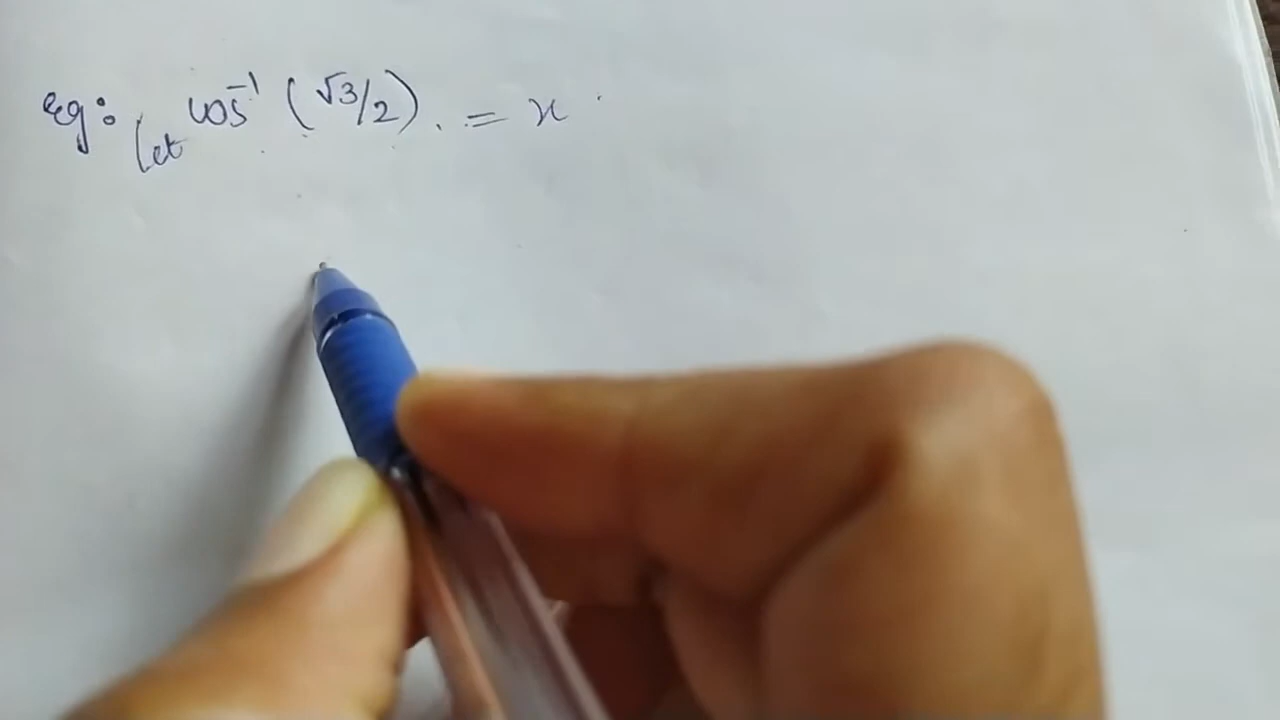 eg: let cos⁻¹ (√3/2). = x